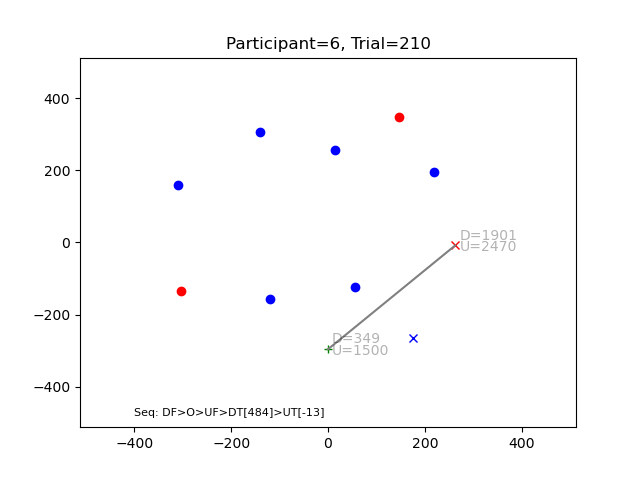 Participant=6, Trial=210
400
200
0
−200
−400
D=1901
U=2470
D=349
U=1500
Seq: DF>O>UF>DT[484]>UT[-13]
−400 −200 0 200 400